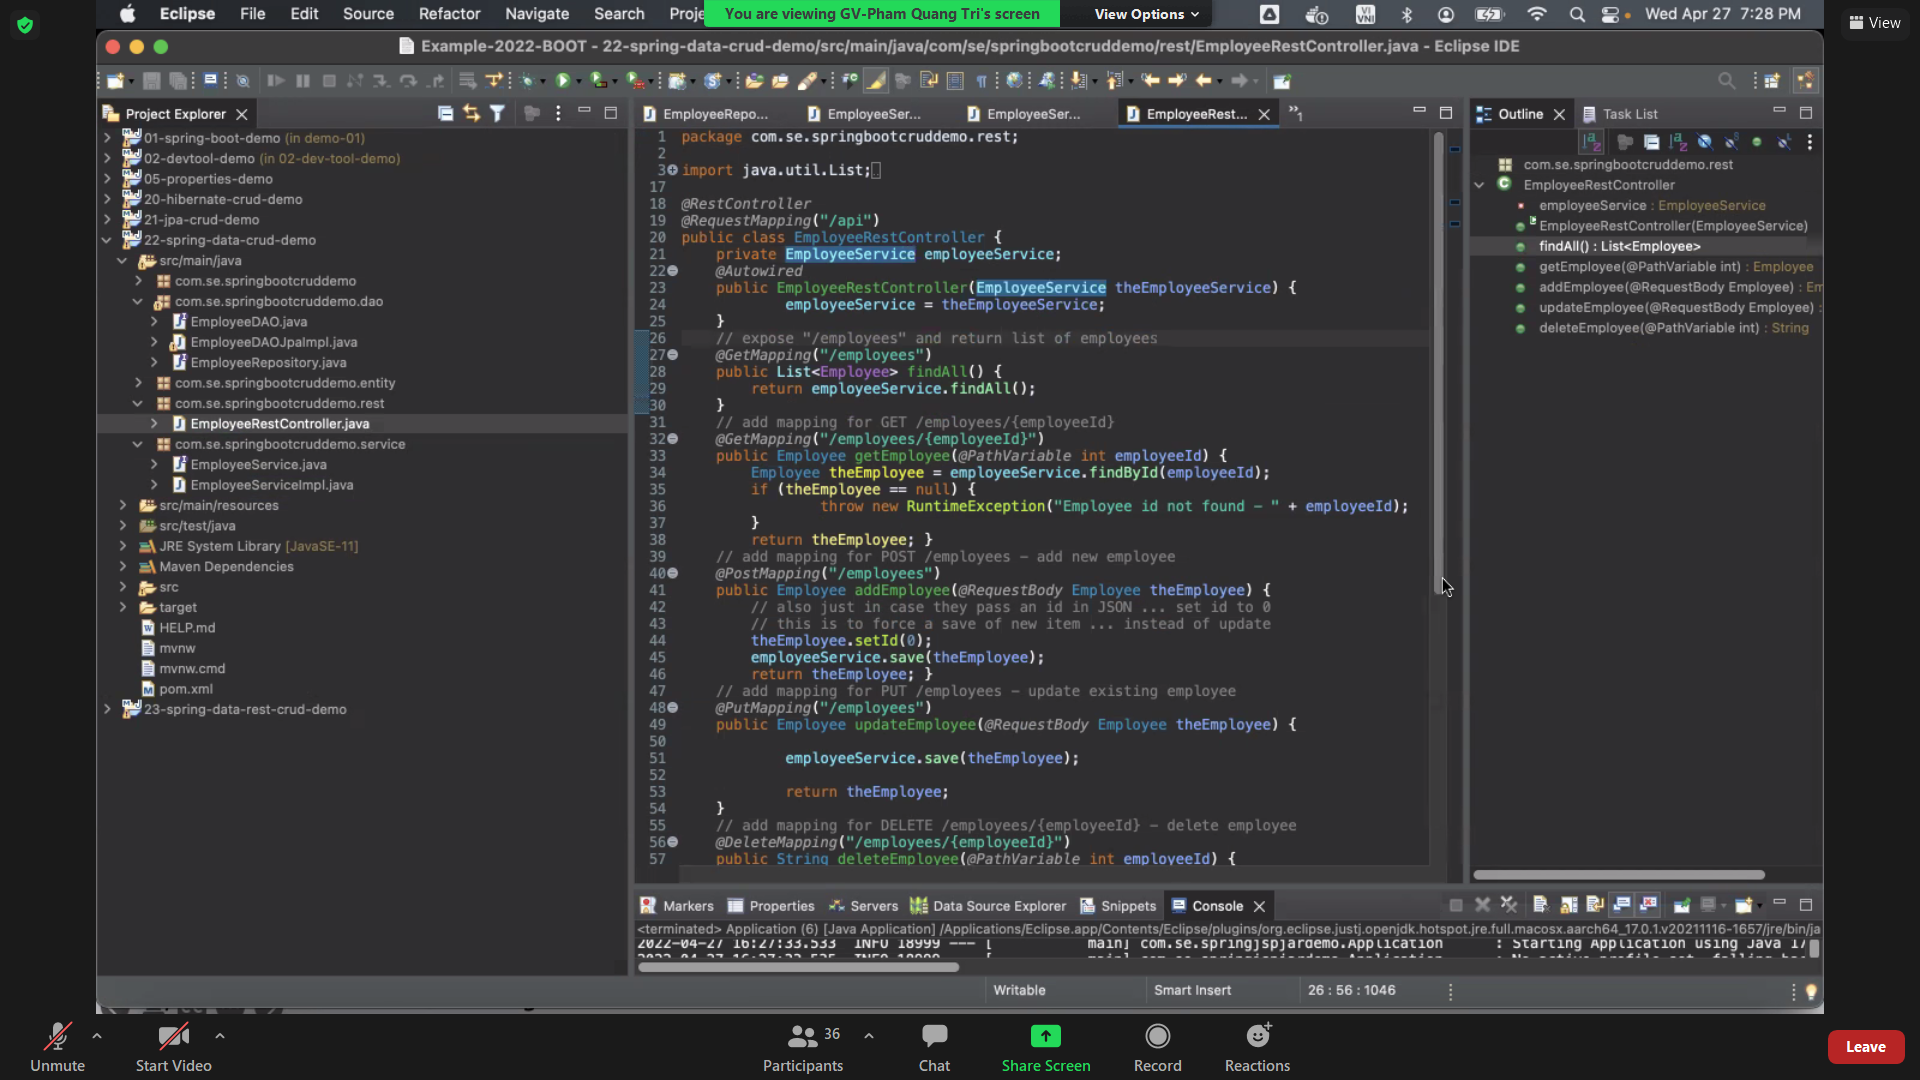 Eclipse File Edit Source Refactor Navigate Search Proje
You are viewing GV-Pham Quang Tri's screen
View Options
VI
VNI
Wed Apr 27 7:28 PM
View
Example-2022-BOOT - 22-spring-data-crud-demo/src/main/java/com/se/springbootcruddemo/rest/EmployeeRestController.java - Eclipse IDE
Project Explorer
01-spring-boot-demo (in demo-01)
02-devtool-demo (in 02-dev-tool-demo)
05-properties-demo
20-hibernate-crud-demo
21-jpa-crud-demo
22-spring-data-crud-demo
src/main/java
com.se.springbootcruddemo
com.se.springbootcruddemo.dao
EmployeeDAO.java
EmployeeDAOJpaImpl.java
EmployeeRepository.java
com.se.springbootcruddemo.entity
com.se.springbootcruddemo.rest
EmployeeRestController.java
com.se.springbootcruddemo.service
EmployeeService.java
EmployeeServiceImpl.java
src/main/resources
src/test/java
JRE System Library [JavaSE-11]
Maven Dependencies
src
target
HELP.md
mvnw
mvnw.cmd
pom.xml
23-spring-data-rest-crud-demo
EmployeeRepo... EmployeeSer... EmployeeSer... EmployeeRest... »1
1 package com.se.springbootcruddemo.rest;
2
3 import java.util.List;
17
18 @RestController
19 @RequestMapping("/api")
20 public class EmployeeRestController {
21 private EmployeeService employeeService;
22 @Autowired
23 public EmployeeRestController(EmployeeService theEmployeeService) {
24 employeeService = theEmployeeService;
25 }
26 // expose "/employees" and return list of employees
27 @GetMapping("/employees")
28 public List<Employee> findAll() {
29 return employeeService.findAll();
30 }
31 // add mapping for GET /employees/{employeeId}
32 @GetMapping("/employees/{employeeId}")
33 public Employee getEmployee(@PathVariable int employeeId) {
34 Employee theEmployee = employeeService.findById(employeeId);
35 if (theEmployee == null) {
36 throw new RuntimeException("Employee id not found - " + employeeId);
37 }
38 return theEmployee; }
39 // add mapping for POST /employees - add new employee
40 @PostMapping("/employees")
41 public Employee addEmployee(@RequestBody Employee theEmployee) {
42 // also just in case they pass an id in JSON ... set id to 0
43 // this is to force a save of new item ... instead of update
44 theEmployee.setId(0);
45 employeeService.save(theEmployee);
46 return theEmployee; }
47 // add mapping for PUT /employees - update existing employee
48 @PutMapping("/employees")
49 public Employee updateEmployee(@RequestBody Employee theEmployee) {
50
51 employeeService.save(theEmployee);
52
53 return theEmployee;
54 }
55 // add mapping for DELETE /employees/{employeeId} - delete employee
56 @DeleteMapping("/employees/{employeeId}")
57 public String deleteEmployee(@PathVariable int employeeId) {
Outline Task List
com.se.springbootcruddemo.rest
EmployeeRestController
employeeService : EmployeeService
EmployeeRestController(EmployeeService)
findAll() : List<Employee>
getEmployee(@PathVariable int) : Employee
addEmployee(@RequestBody Employee) : Em
updateEmployee(@RequestBody Employee) :
deleteEmployee(@PathVariable int) : String
Markers Properties Servers Data Source Explorer Snippets Console
<terminated> Application (6) [Java Application] /Applications/Eclipse.app/Contents/Eclipse/plugins/org.eclipse.justj.openjdk.hotspot.jre.full.macosx.aarch64_17.0.1.v20211116-1657/jre/bin/ja
2022-04-27 16:27:33.533 INFO 18999 --- [ main] com.se.springjspjardemo.Application : Starting Application using Java 17
Writable Smart Insert 26 : 56 : 1046
Unmute
Start Video
36
Participants
Chat
Share Screen
Record
Reactions
Leave